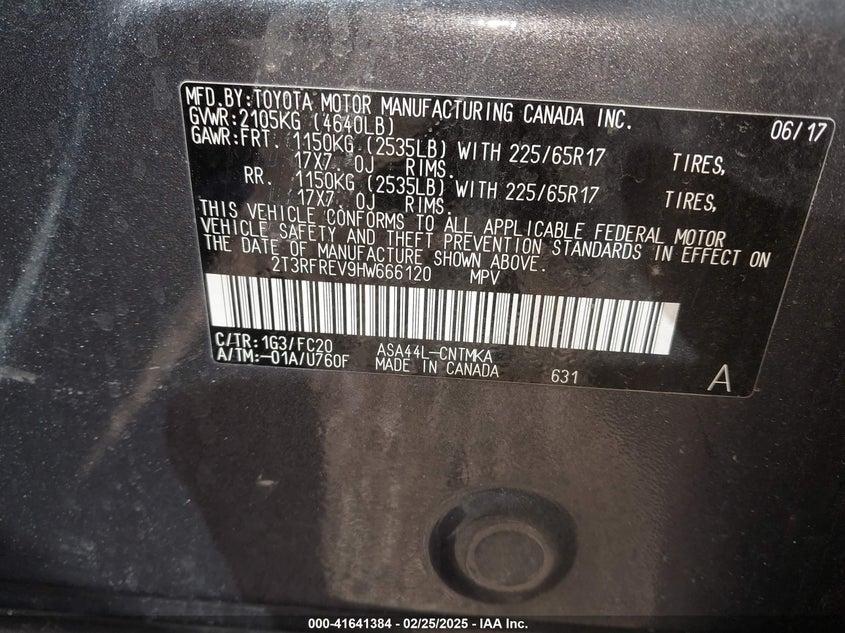 MFD.BY:TOYOTA MOTOR MANUFACTURING CANADA INC. 06/17
GVWR:2105KG (4640LB)
GAWR:FRT. 1150KG (2535LB) WITH 225/65R17 TIRES,
17X7. 0J RIMS.
RR. 1150KG (2535LB) WITH 225/65R17 TIRES,
17X7. 0J RIMS.
THIS VEHICLE CONFORMS TO ALL APPLICABLE FEDERAL MOTOR
VEHICLE SAFETY AND THEFT PREVENTION STANDARDS IN EFFECT ON
THE DATE OF MANUFACTURE SHOWN ABOVE.
2T3RFREV9HW666120 MPV
C/TR:1G3/FC20 ASA44L-CNTMKA
A/TM:-01A/U760F MADE IN CANADA 631 A
000-41641384 - 02/25/2025 - IAA Inc.